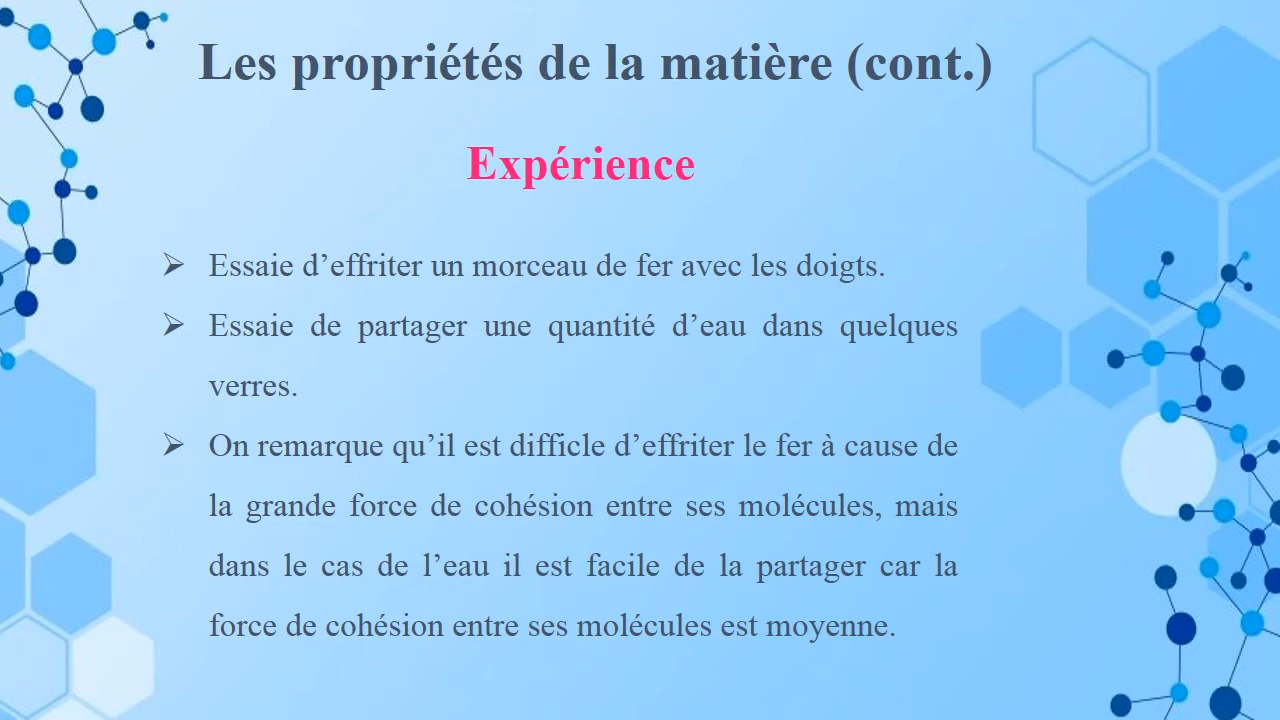 Les propriétés de la matière (cont.)
Expérience
➢ Essaie d’effriter un morceau de fer avec les doigts.
➢ Essaie de partager une quantité d’eau dans quelques
verres.
➢ On remarque qu’il est difficle d’effriter le fer à cause de
la grande force de cohésion entre ses molécules, mais
dans le cas de l’eau il est facile de la partager car la
force de cohésion entre ses molécules est moyenne.